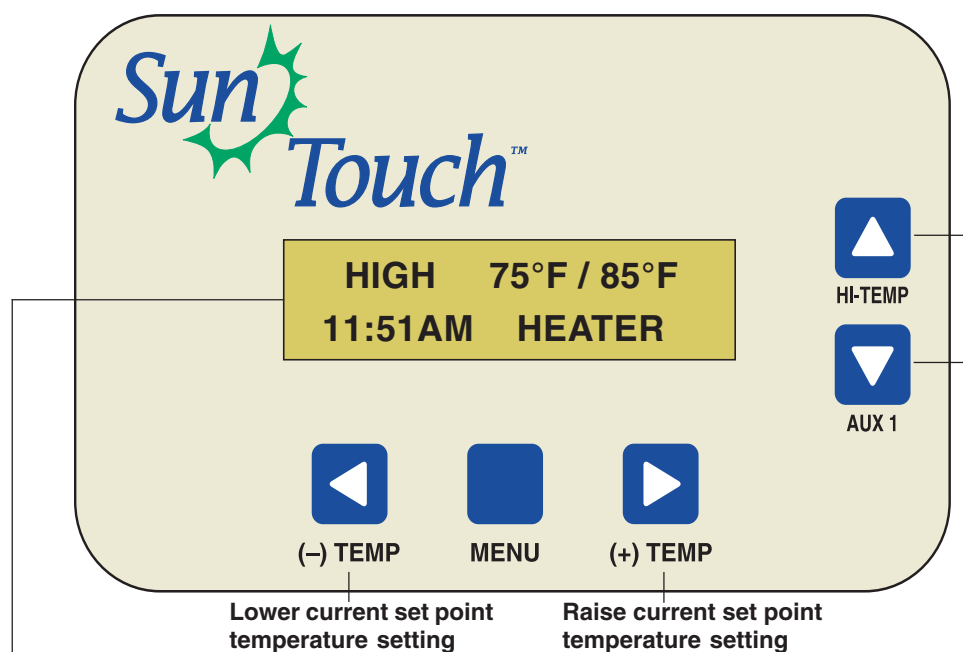 Sun
Touch™
HIGH 75°F / 85°F
11:51AM HEATER
HI-TEMP
AUX 1
(–) TEMP MENU (+) TEMP
Lower current set point
temperature setting
Raise current set point
temperature setting